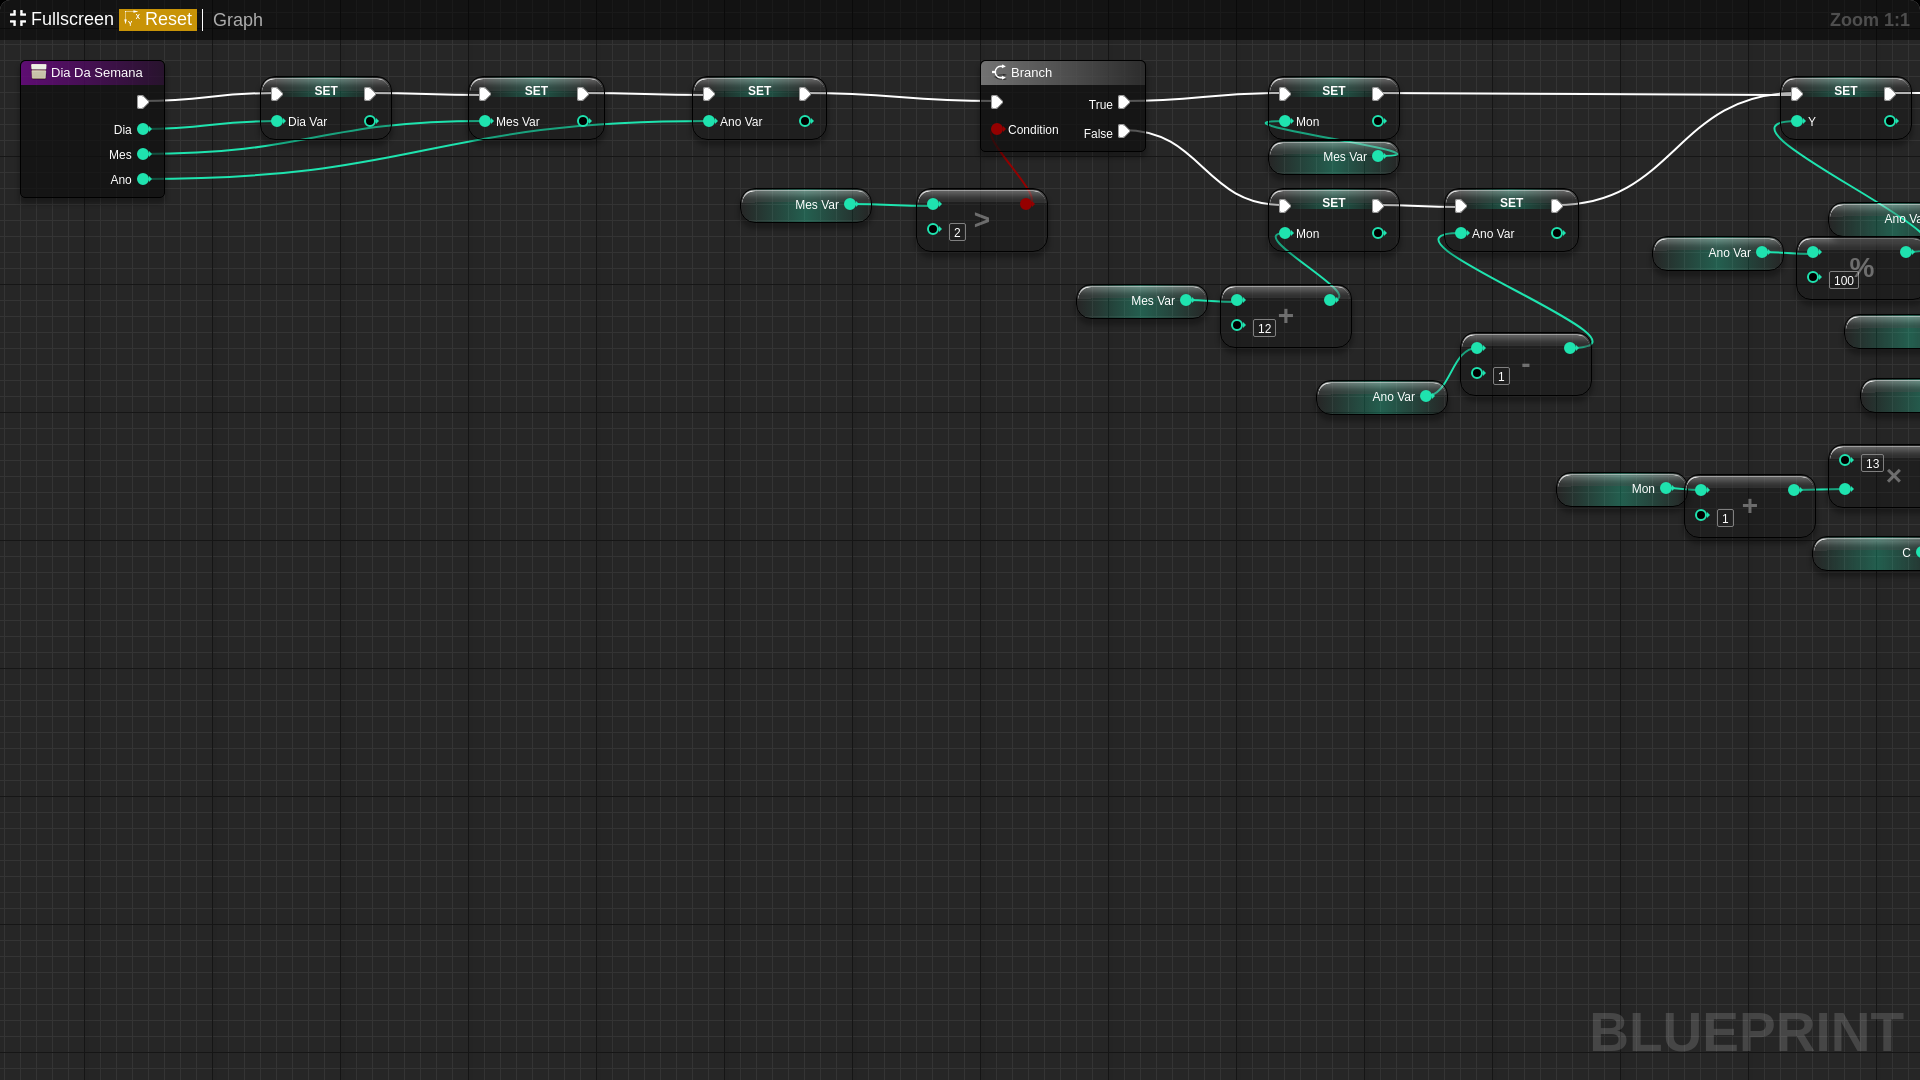 Fullscreen Reset Graph Zoom 1:1
Dia Da Semana
Dia
Mes
Ano
SET
Dia Var
SET
Mes Var
SET
Ano Var
Branch
True
Condition
False
SET
Mon
Mes Var
SET
Y
Mes Var
2
>
SET
Mon
SET
Ano Var
Ano Var
%
100
Mes Var
12
+
Ano Var
1
-
Mon
1
+
13
×
C
BLUEPRINT